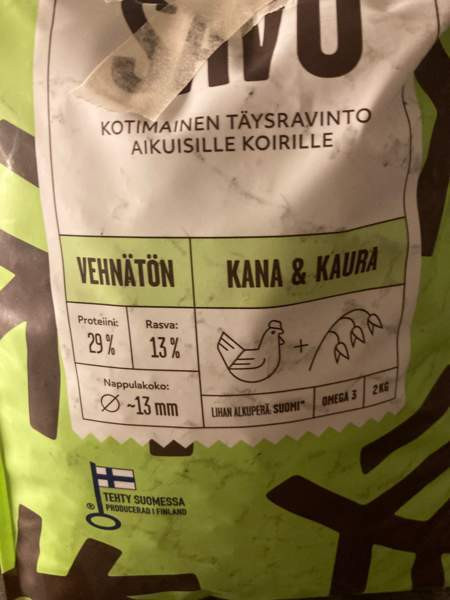 KOTIMAINEN TÄYSRAVINTO
AIKUISILLE KOIRILLE
VEHNÄTÖN
KANA & KAURA
Proteiini:
29 %
Rasva:
13 %
+
Nappulakoko:
Ø ~13 mm
LIHAN ALKUPERÄ: SUOMI**
OMEGA 3
2 KG
TEHTY SUOMESSA
® PRODUCERAD I FINLAND